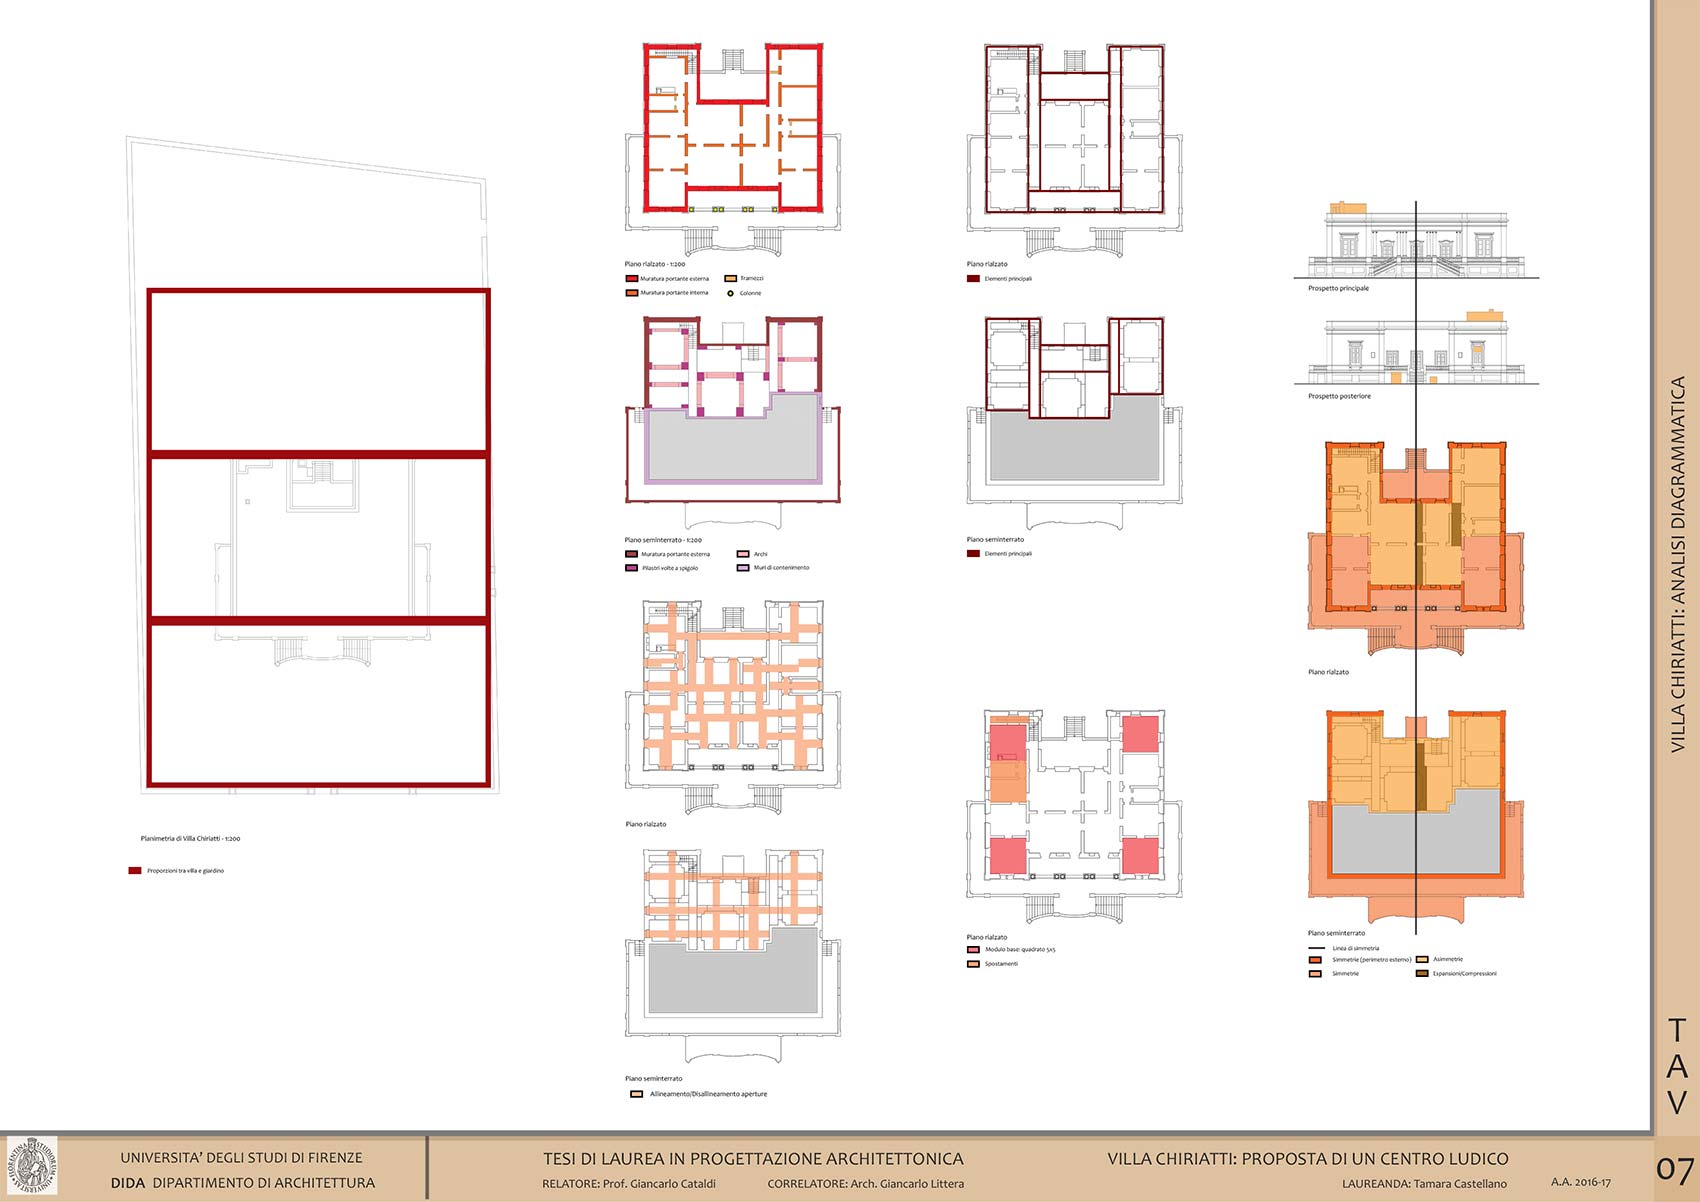 Planimetria di Villa Chiriatti - 1:200
Proporzioni tra villa e giardino
Piano rialzato - 1:200
Muratura portante esterna
Tramezzi
Muratura portante interna
Colonne
Piano seminterrato - 1:200
Muratura portante esterna
Archi
Pilastri volte a spigolo
Muri di contenimento
Piano rialzato
Piano seminterrato
Allineamento/Disallineamento aperture
Piano rialzato
Elementi principali
Piano seminterrato
Elementi principali
Piano rialzato
Modulo base: quadrato 5x5
Spostamenti
Prospetto principale
Prospetto posteriore
Piano rialzato
Piano seminterrato
Linea di simmetria
Simmetrie (perimetro esterno)
Asimmetrie
Simmetrie
Espansioni/Compressioni
VILLA CHIRIATTI: ANALISI DIAGRAMMATICA
T
A
V
07
UNIVERSITA' DEGLI STUDI DI FIRENZE
DIDA DIPARTIMENTO DI ARCHITETTURA
TESI DI LAUREA IN PROGETTAZIONE ARCHITETTONICA
RELATORE: Prof. Giancarlo Cataldi
CORRELATORE: Arch. Giancarlo Littera
VILLA CHIRIATTI: PROPOSTA DI UN CENTRO LUDICO
LAUREANDA: Tamara Castellano
A.A. 2016-17